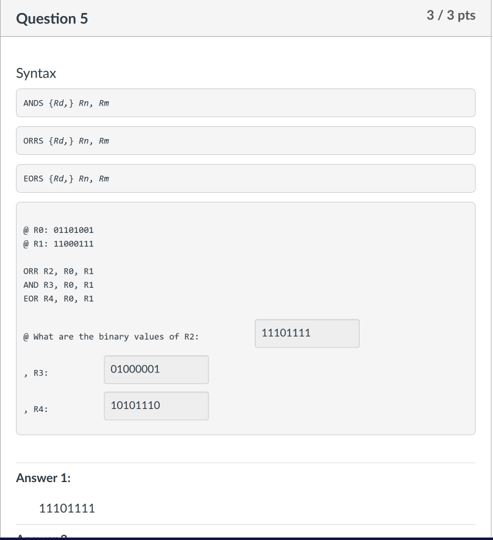 Question 5
3 / 3 pts
Syntax
ANDS {Rd,} Rn, Rm
ORRS {Rd,} Rn, Rm
EORS {Rd,} Rn, Rm
@ R0: 01101001
@ R1: 11000111
ORR R2, R0, R1
AND R3, R0, R1
EOR R4, R0, R1
@ What are the binary values of R2: 11101111
, R3: 01000001
, R4: 10101110
Answer 1:
11101111